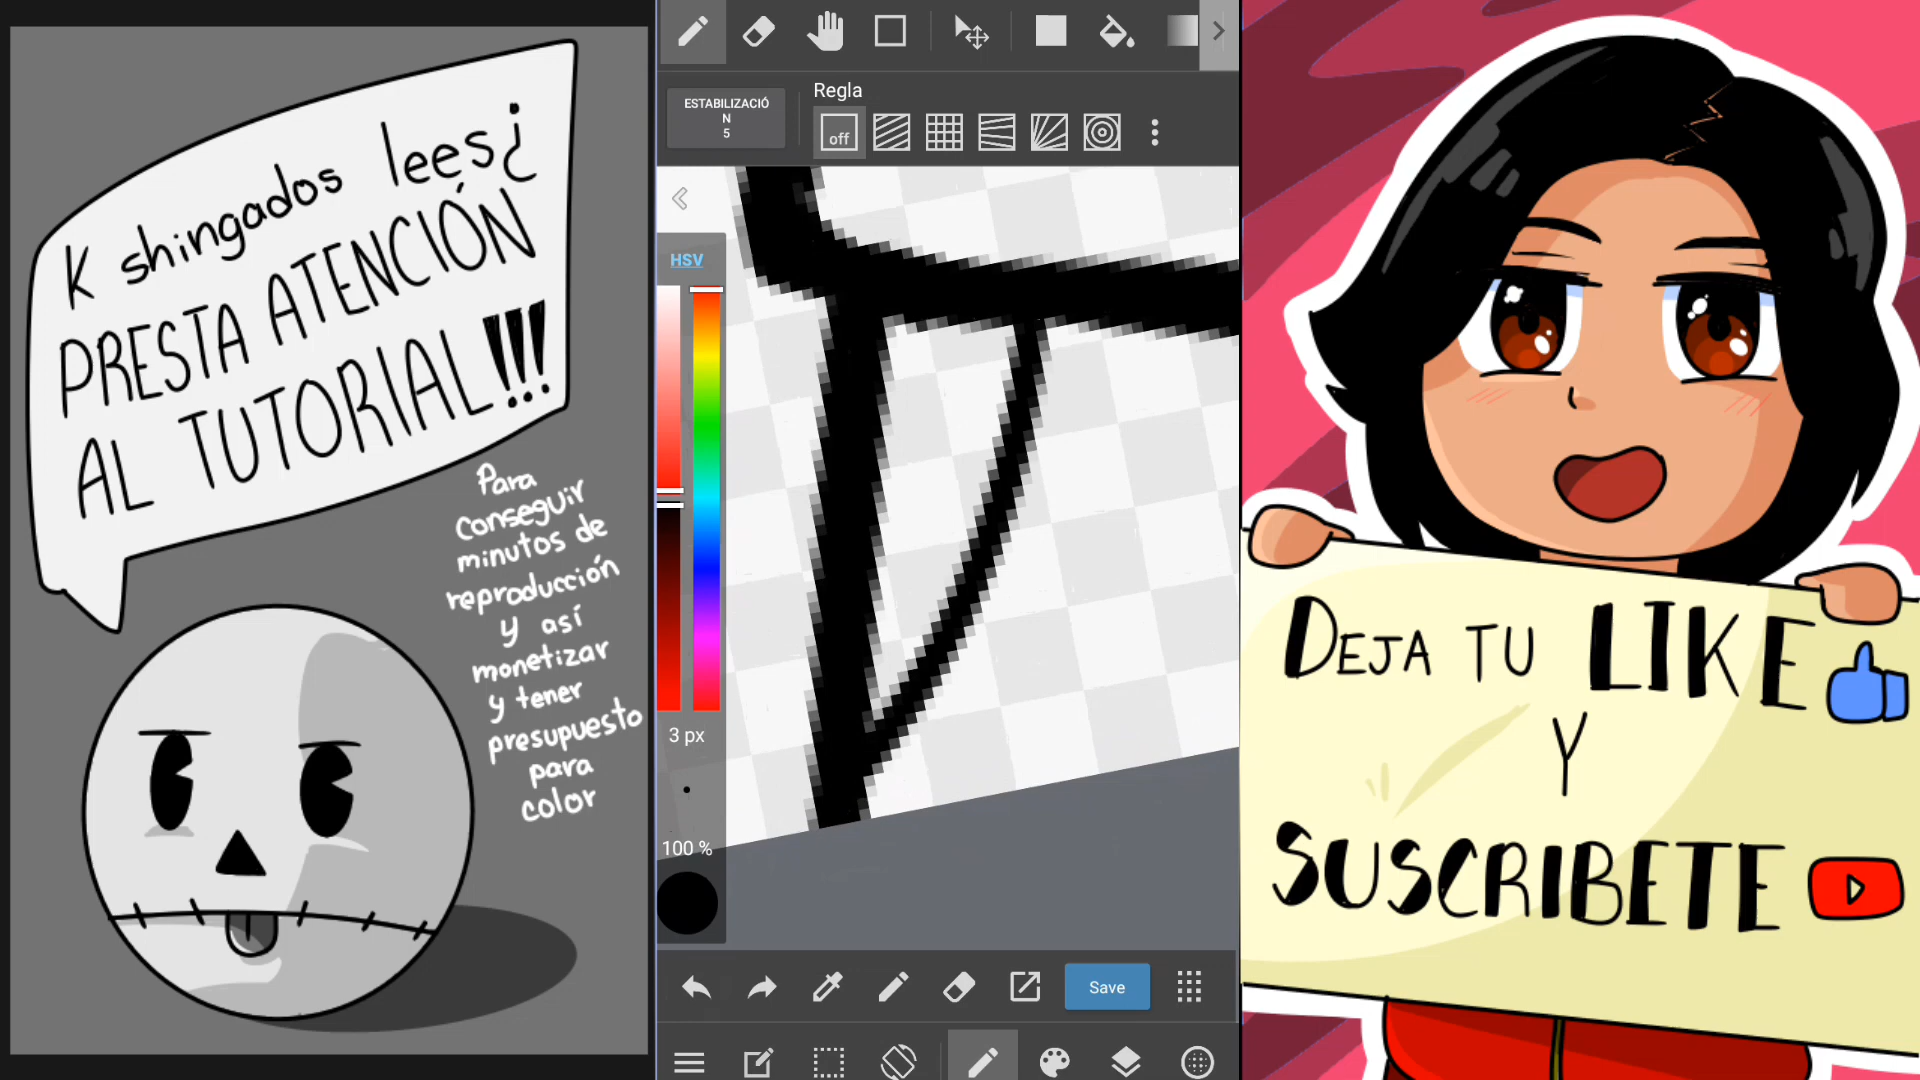 K shingados lees¿
PRESTA ATENCIÓN
AL TUTORIAL!!!
Para
conseguir
minutos de
reproducción
y así
monetizar
y tener
presupuesto
para
color
ESTABILIZACIÓ
N
5
Regla
off
HSV
3 px
100 %
Save
DEJA TU LIKE
Y
SUSCRIBETE